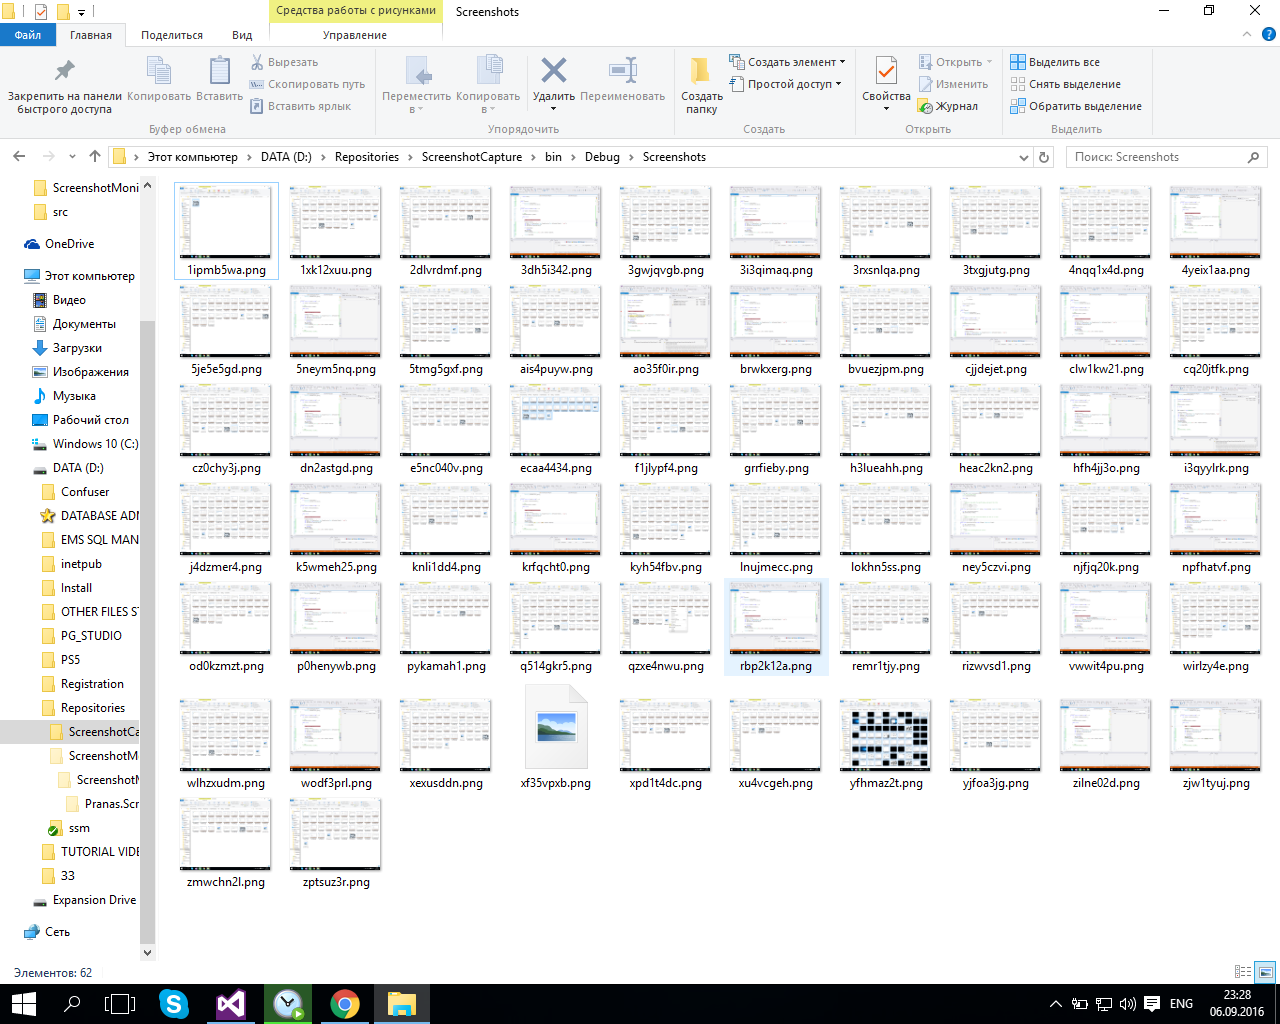 Средства работы с рисунками
Screenshots
Файл
Главная
Поделиться
Вид
Управление
Закрепить на панели быстрого доступа
Копировать
Вставить
Вырезать
Скопировать путь
Вставить ярлык
Буфер обмена
Переместить в
Копировать в
Удалить
Переименовать
Упорядочить
Создать папку
Создать элемент
Простой доступ
Создать
Свойства
Открыть
Изменить
Журнал
Открыть
Выделить все
Снять выделение
Обратить выделение
Выделить
Этот компьютер > DATA (D:) > Repositories > ScreenshotCapture > bin > Debug > Screenshots
Поиск: Screenshots
ScreenshotMoni
src
OneDrive
Этот компьютер
Видео
Документы
Загрузки
Изображения
Музыка
Рабочий стол
Windows 10 (C:)
DATA (D:)
Confuser
DATABASE ADM
EMS SQL MAN
inetpub
Install
OTHER FILES ST
PG_STUDIO
PS5
Registration
Repositories
ScreenshotCa
ScreenshotM
ScreenshotM
Pranas.Scr
ssm
TUTORIAL VIDE
33
Expansion Drive
Сеть
1ipmb5wa.png 1xk12xuu.png 2dlvrdmf.png 3dh5i342.png 3gwjqvgb.png 3i3qimaq.png 3rxsnlqa.png 3txgjutg.png 4nqq1x4d.png 4yeix1aa.png
5je5e5gd.png 5neym5nq.png 5tmg5gxf.png ais4puyw.png ao35f0ir.png brwkxerg.png bvuezjpm.png cjjdejet.png clw1kw21.png cq20jtfk.png
cz0chy3j.png dn2astgd.png e5nc040v.png ecaa4434.png f1jlypf4.png grrfieby.png h3lueahh.png heac2kn2.png hfh4jj3o.png i3qyylrk.png
j4dzmer4.png k5wmeh25.png knli1dd4.png krfqcht0.png kyh54fbv.png lnujmecc.png lokhn5ss.png ney5czvi.png njfjq20k.png npfhatvf.png
od0kzmzt.png p0henywb.png pykamah1.png q514gkr5.png qzxe4nwu.png rbp2k12a.png remr1tjy.png rizwvsd1.png vwwit4pu.png wirlzy4e.png
wlhzxudm.png wodf3prl.png xexusddn.png xf35vpxb.png xpd1t4dc.png xu4vcgeh.png yfhmaz2t.png yjfoa3jg.png zilne02d.png zjw1tyuj.png
zmwchn2l.png zptsuz3r.png
Элементов: 62
ENG
23:28
06.09.2016